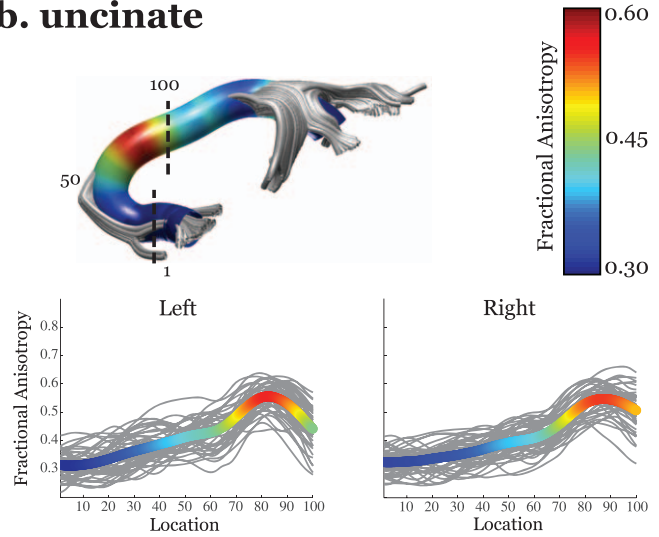 b. uncinate
100
50
1
Fractional Anisotropy
0.60
0.45
0.30
Left
Right
Fractional Anisotropy
0.8
0.7
0.6
0.5
0.4
0.3
10 20 30 40 50 60 70 80 90 100
Location
10 20 30 40 50 60 70 80 90 100
Location